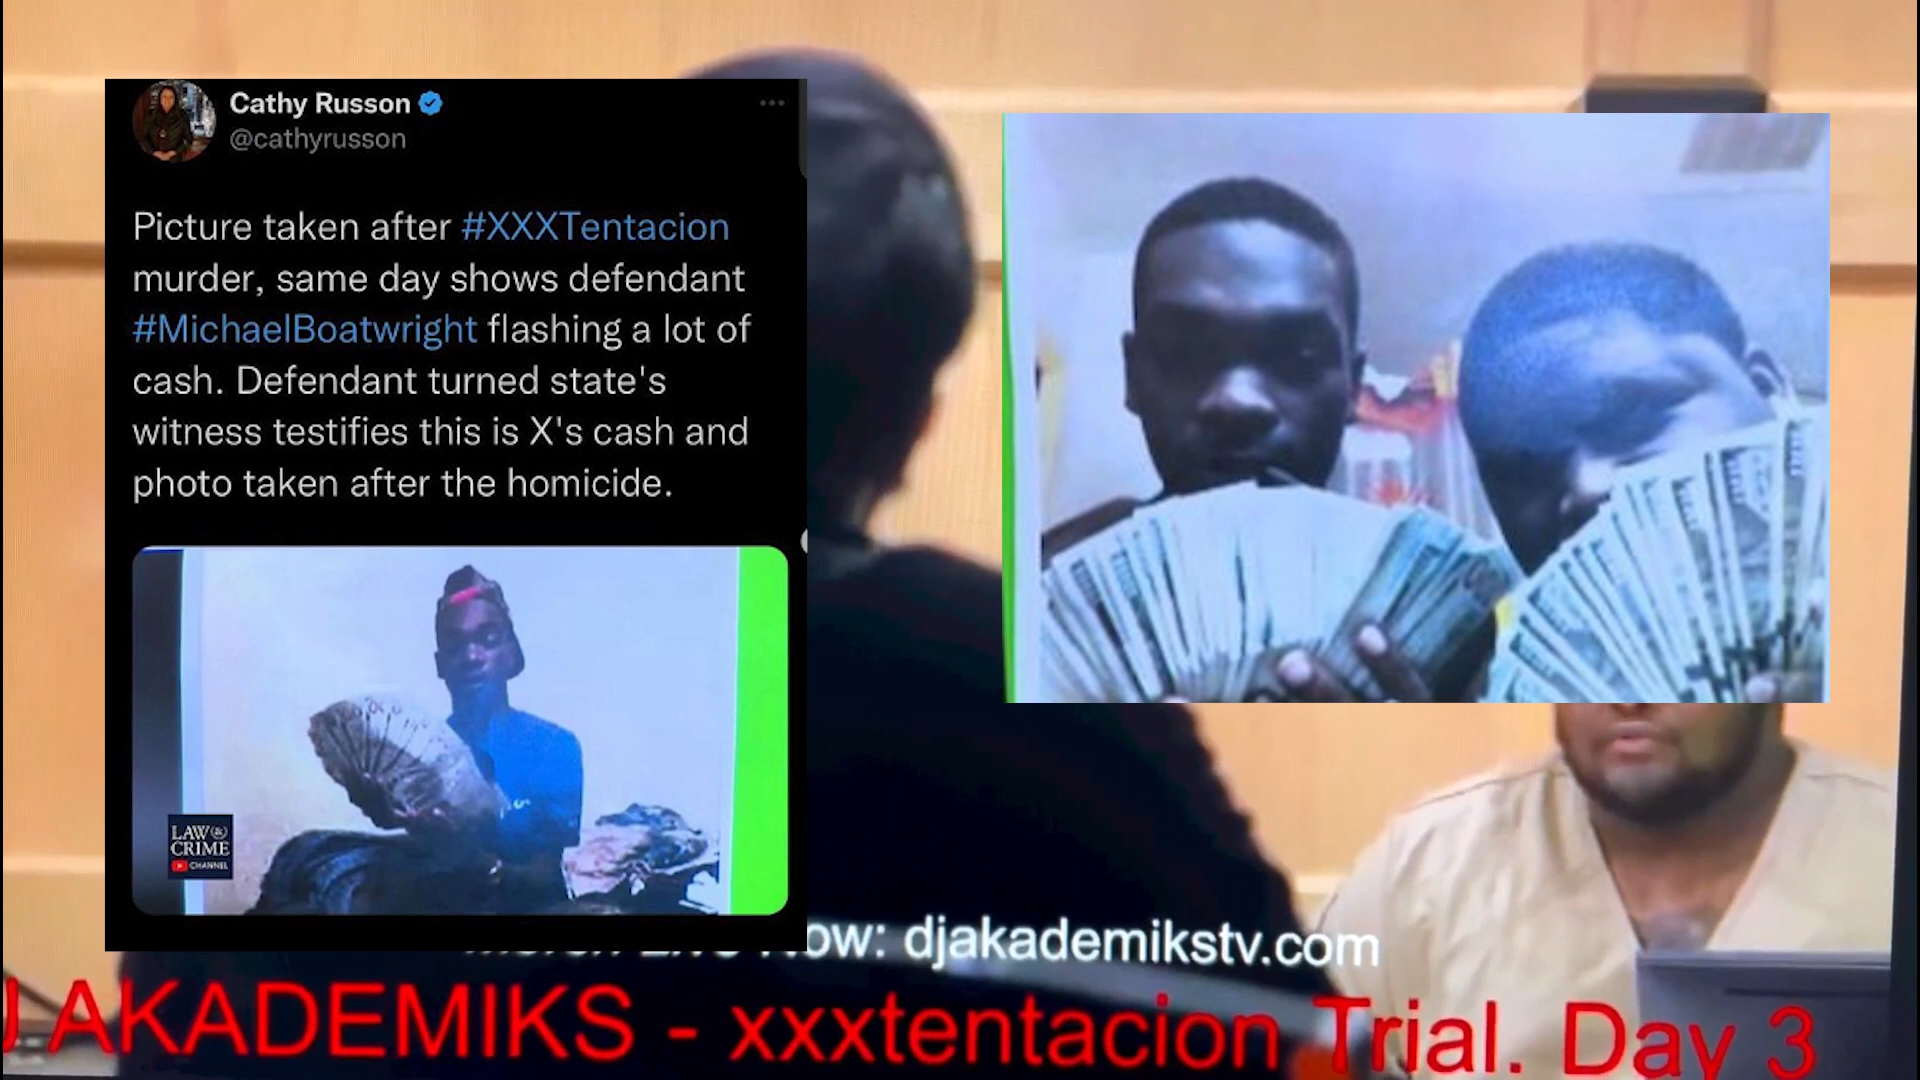 Cathy Russon
@cathyrusson
Picture taken after #XXXTentacion
murder, same day shows defendant
#MichaelBoatwright flashing a lot of
cash. Defendant turned state's
witness testifies this is X's cash and
photo taken after the homicide.
LAW &
CRIME
CHANNEL
ow: djakademikstv.com
AKADEMIKS - xxxtentacion Trial. Day 3